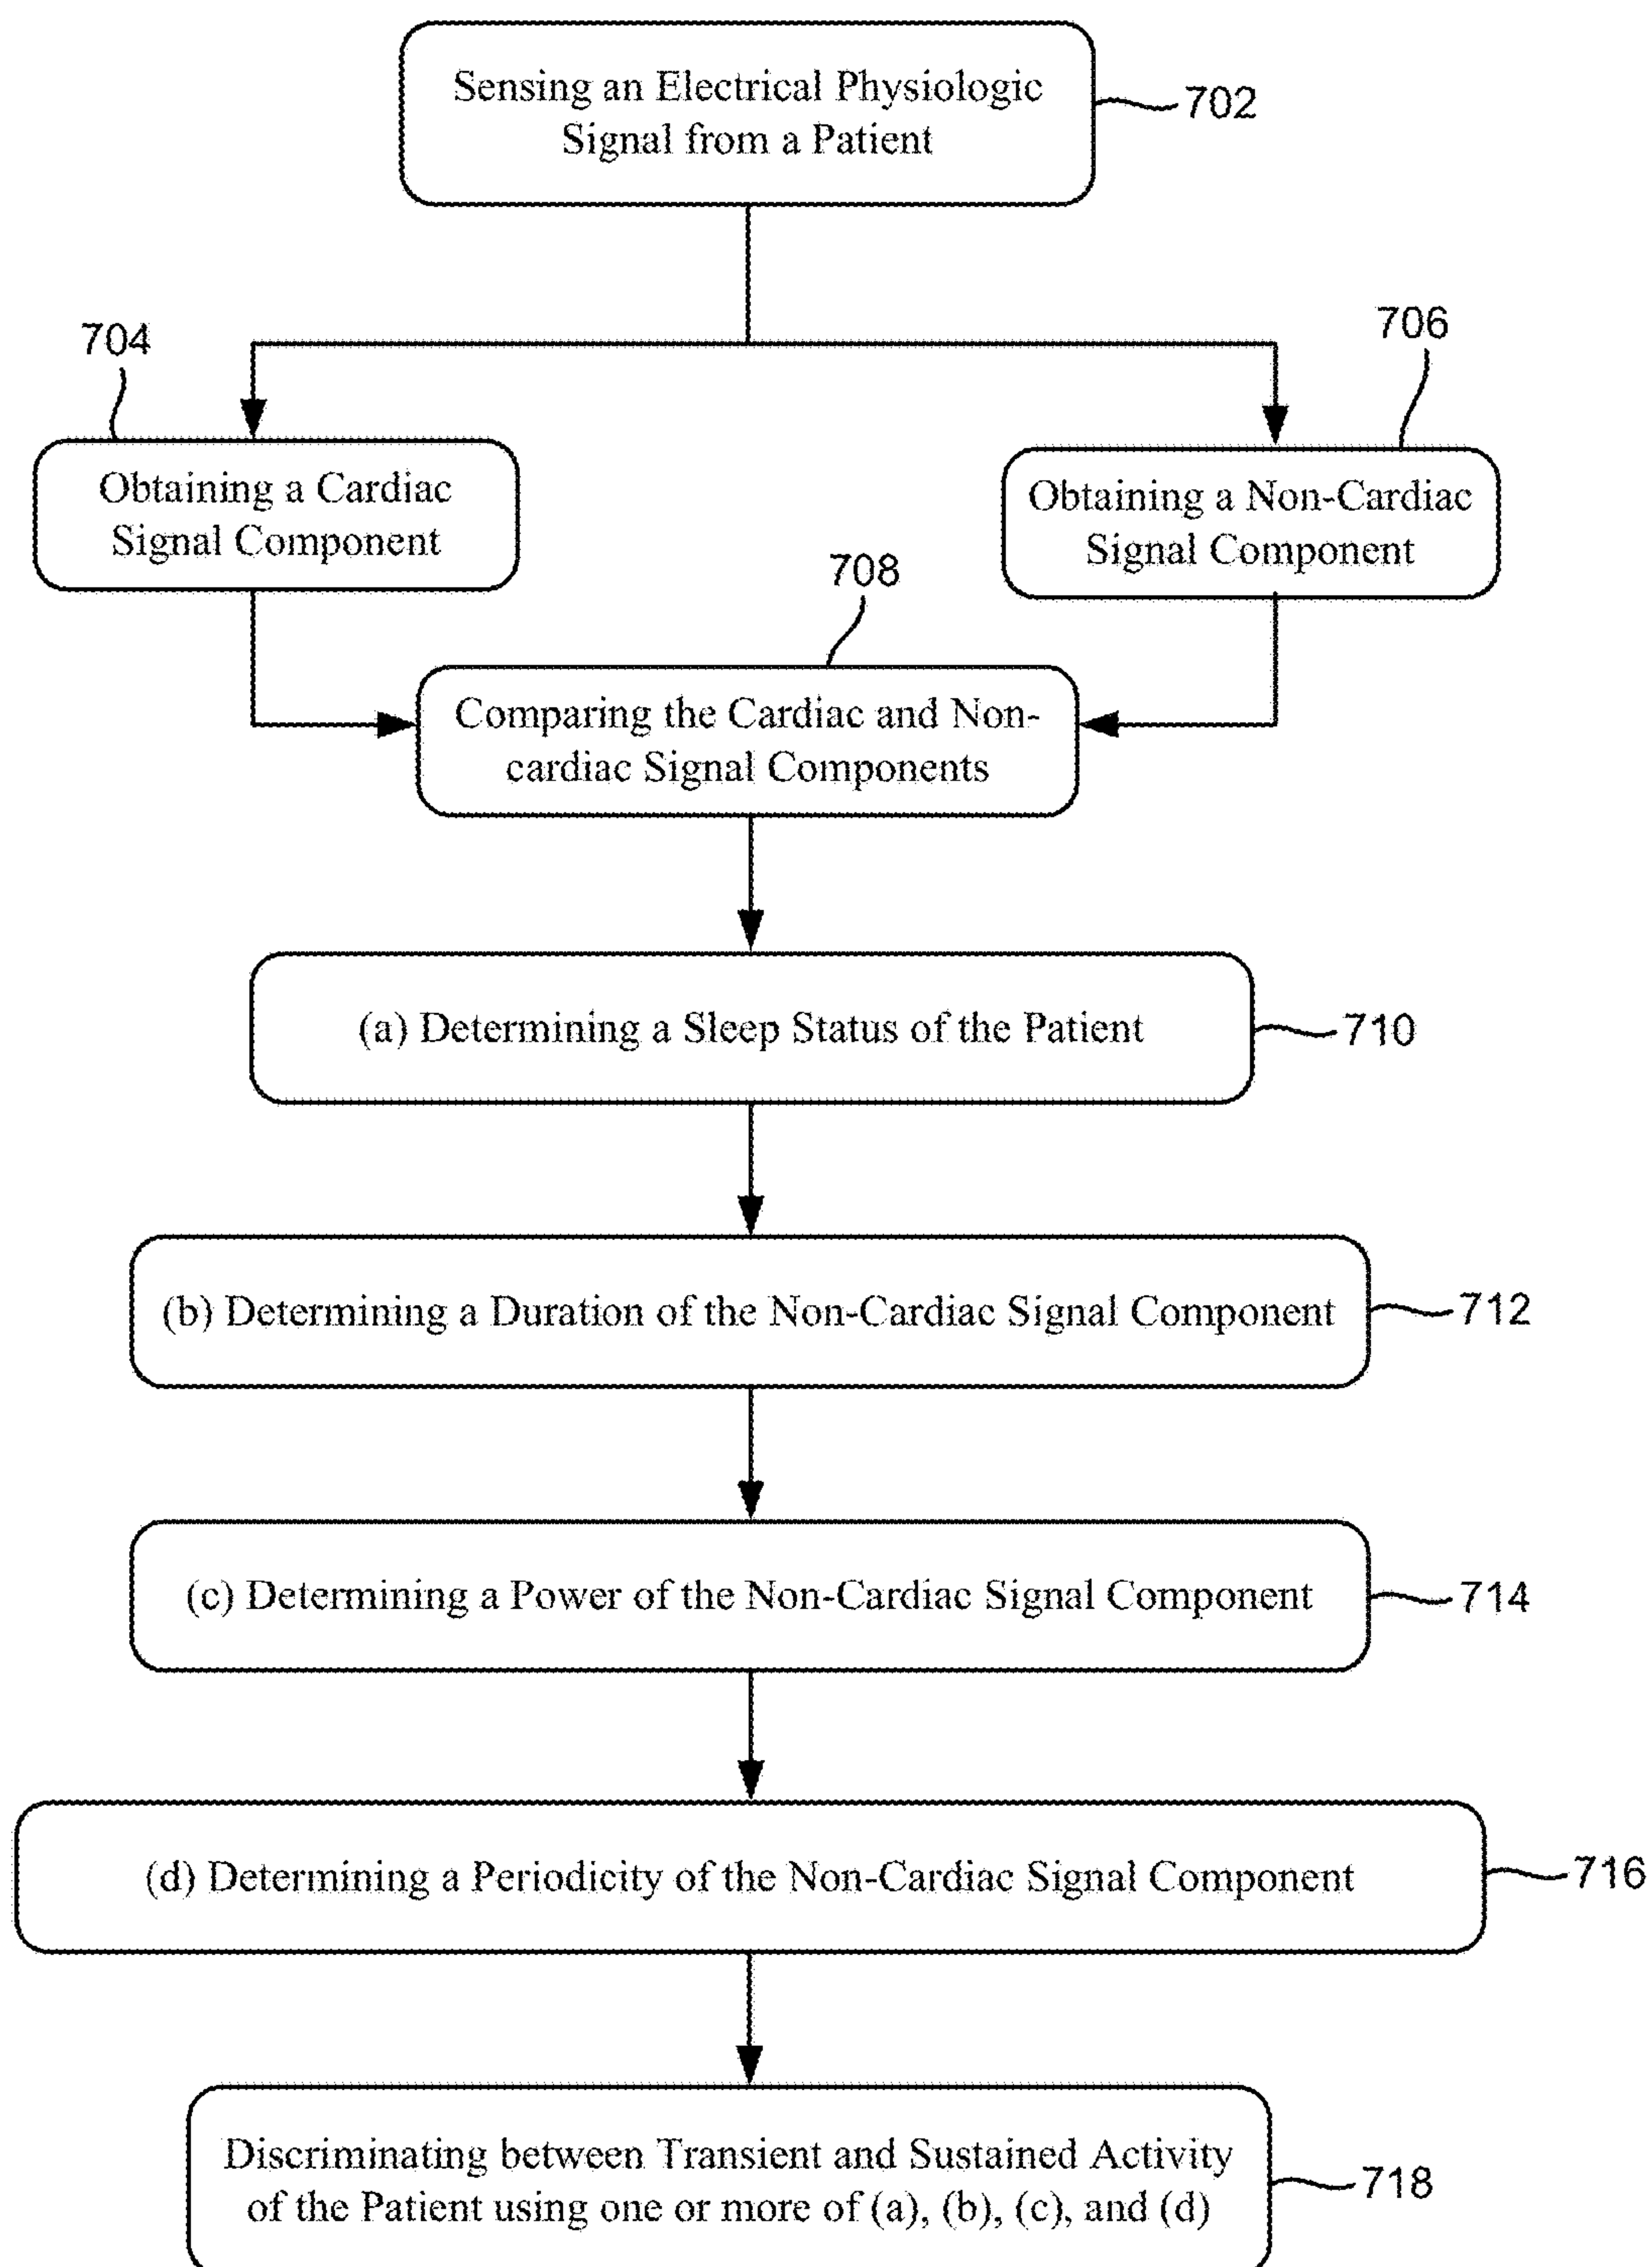 Sensing an Electrical Physiologic
Signal from a Patient
702
704
706
Obtaining a Cardiac
Signal Component
Obtaining a Non-Cardiac
Signal Component
708
Comparing the Cardiac and Non-
cardiac Signal Components
(a) Determining a Sleep Status of the Patient
710
(b) Determining a Duration of the Non-Cardiac Signal Component
712
(c) Determining a Power of the Non-Cardiac Signal Component
714
(d) Determining a Periodicity of the Non-Cardiac Signal Component
716
Discriminating between Transient and Sustained Activity
of the Patient using one or more of (a), (b), (c), and (d)
718